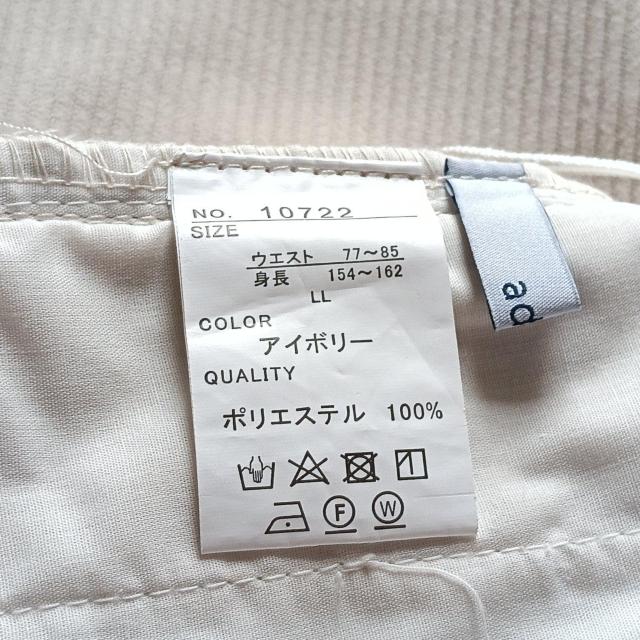 No. 10722
SIZE
ウエスト 77〜85
身長 154〜162
LL
COLOR
アイボリー
QUALITY
ポリエステル 100%
F W
ad